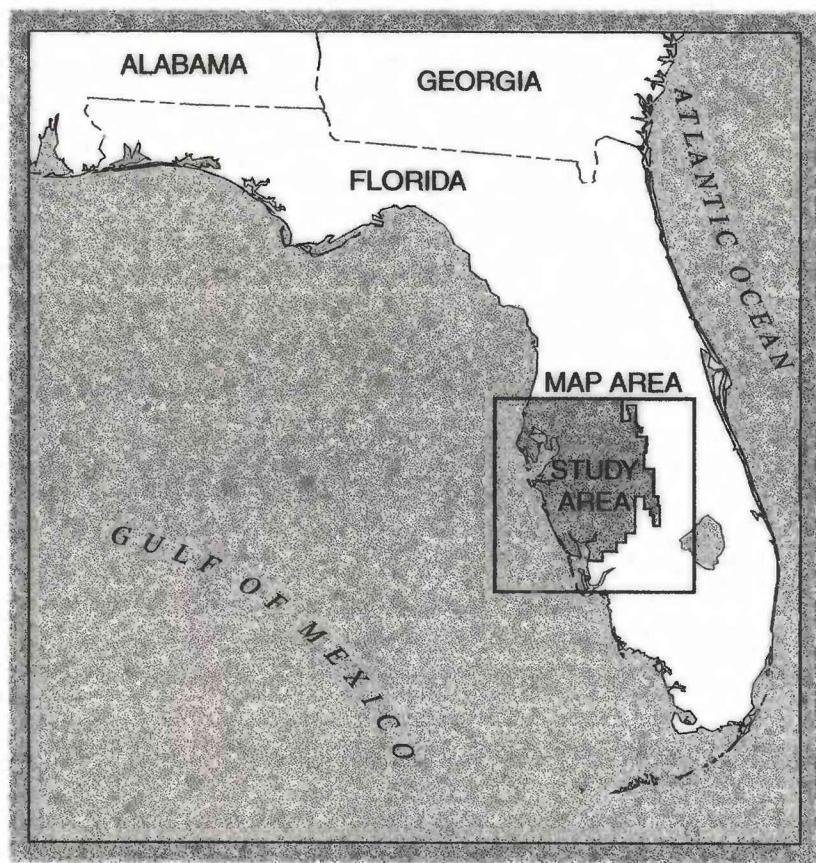 ALABAMA
GEORGIA
FLORIDA
ATLANTIC OCEAN
MAP AREA
STUDY
AREA
GULF OF MEXICO